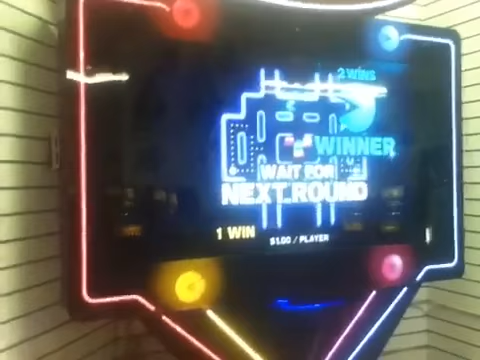 2 WINS
WINNER
WAIT FOR
NEXT ROUND
1 WIN
$1.00 / PLAYER